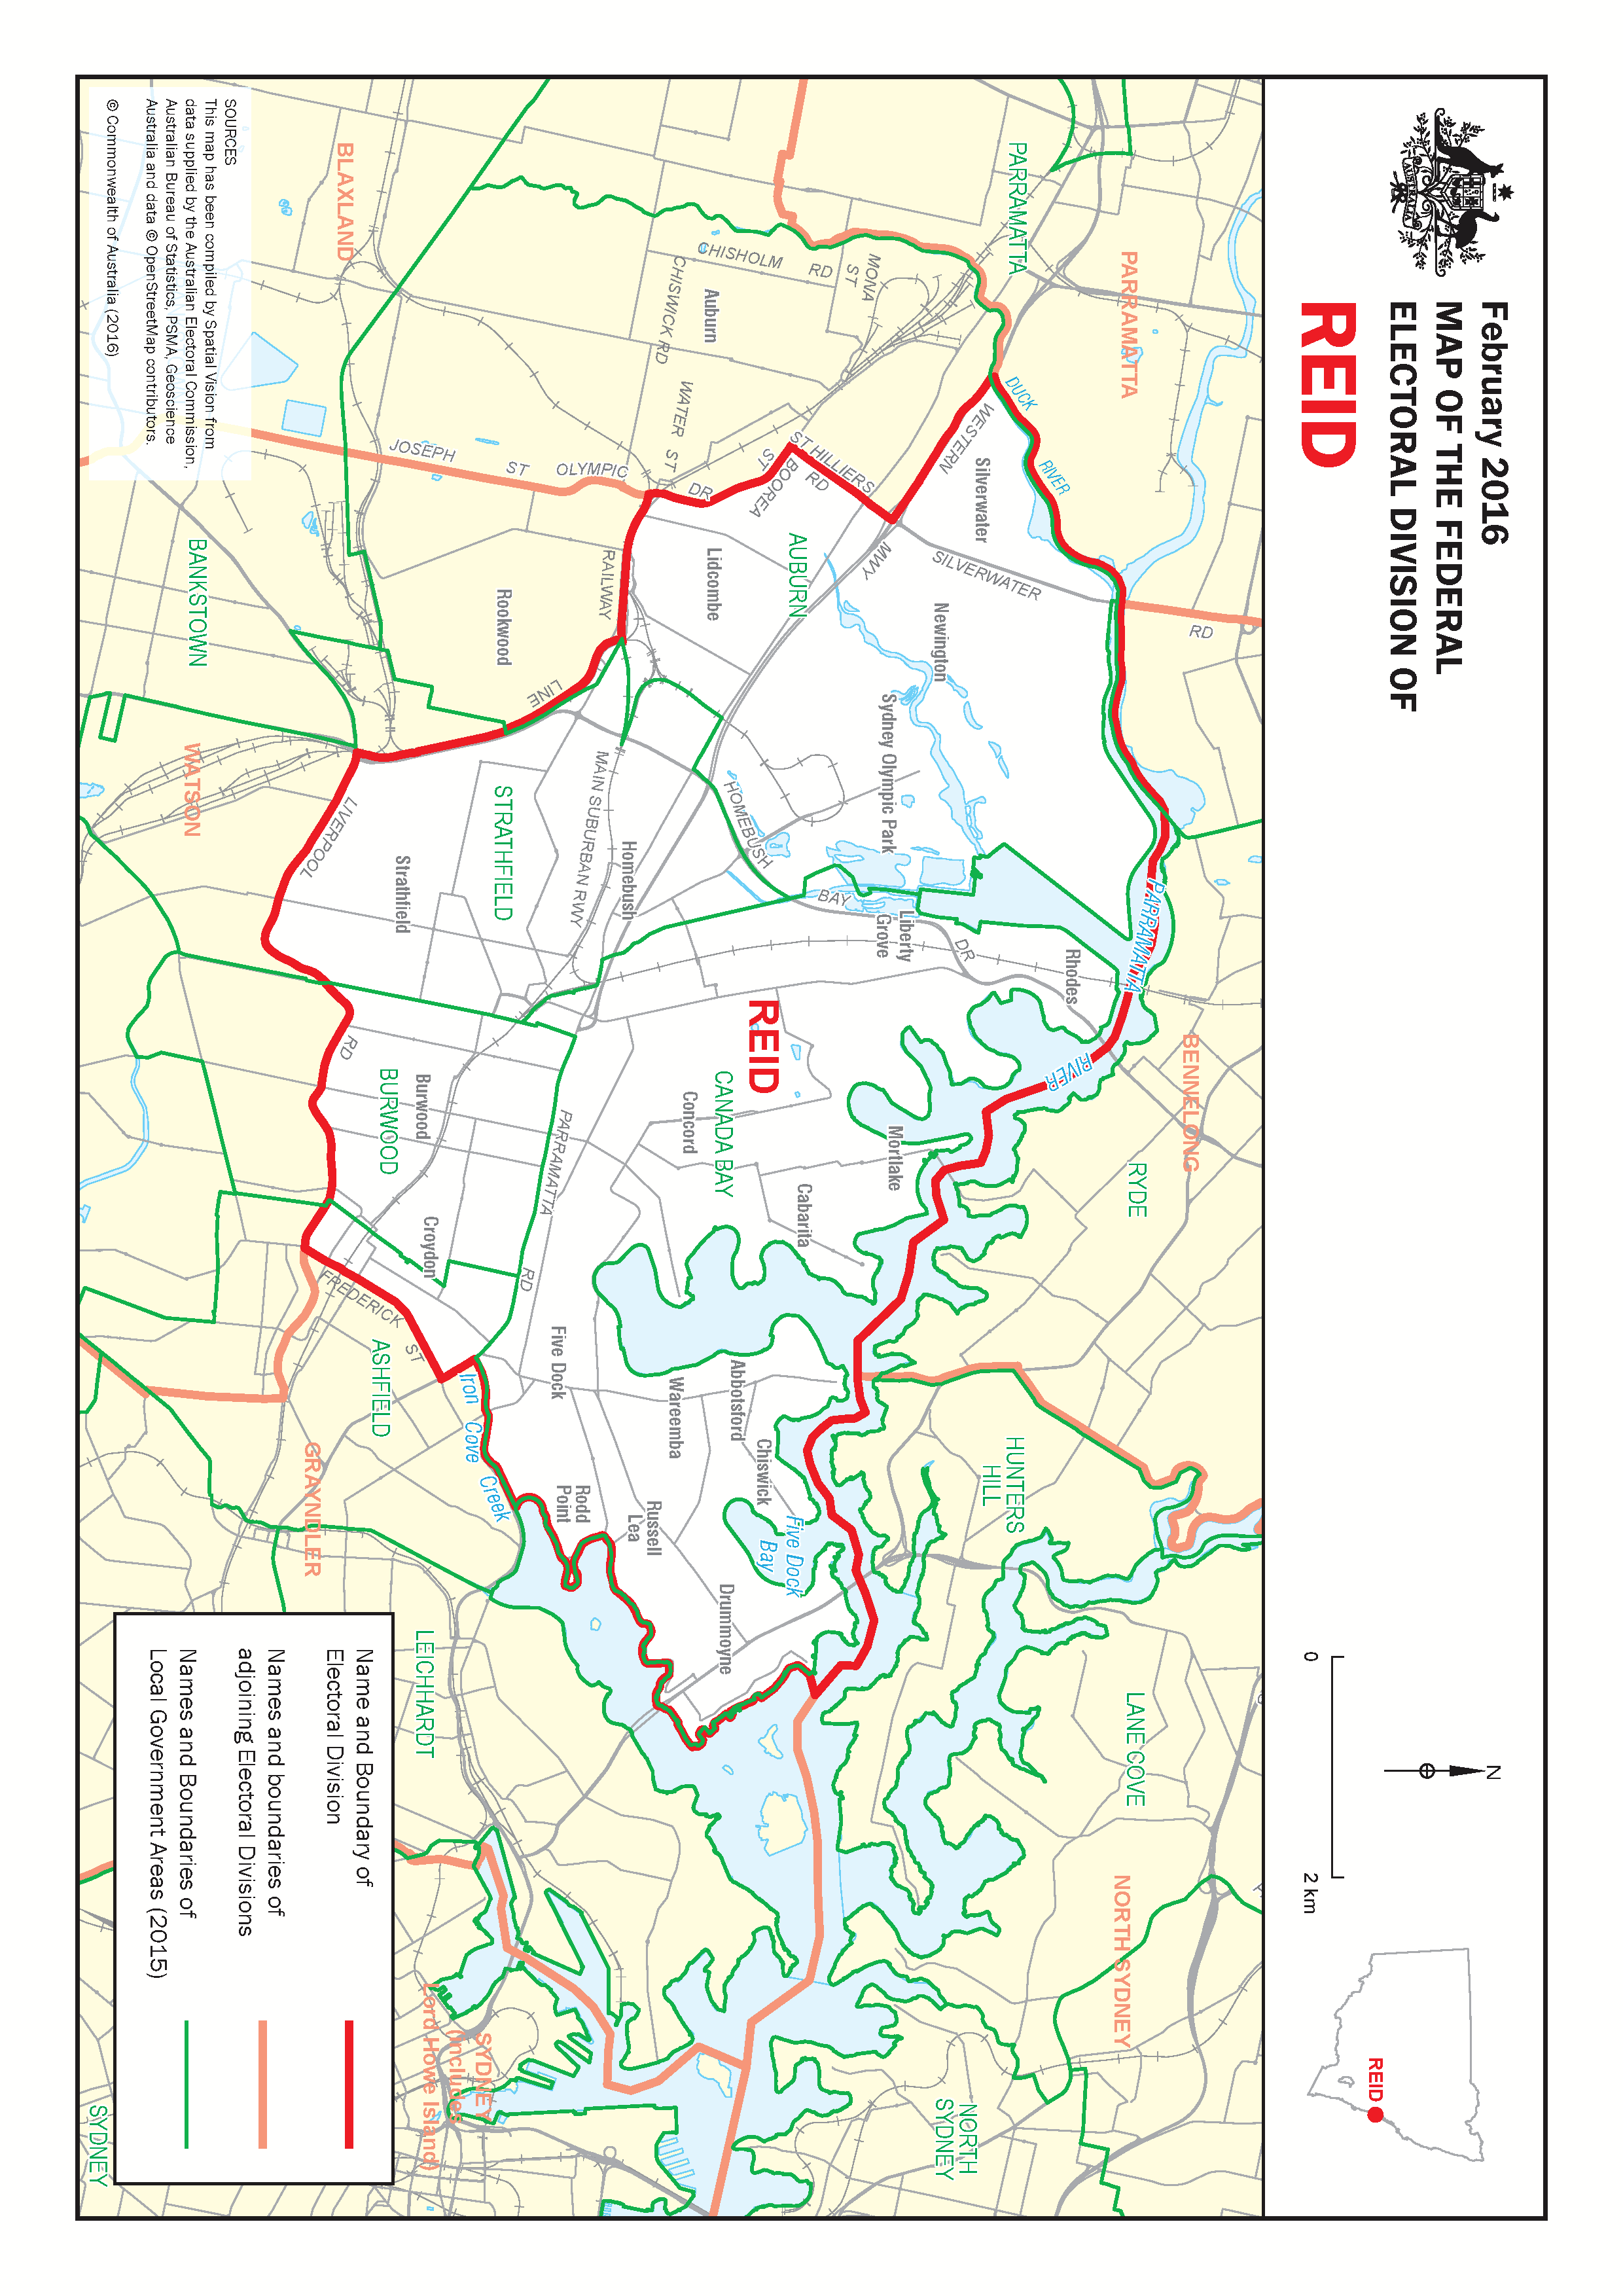 AUSTRALIA
February 2016
MAP OF THE FEDERAL
ELECTORAL DIVISION OF
REID
0
2 km
N
REID
PARRAMATTA
PARRAMATTA
DUCK
RIVER
RD
PARRAMATTA
RIVER
BENNELONG
RYDE
HUNTERS
HILL
LANE COVE
NORTH SYDNEY
NORTH
SYDNEY
WESTERN
MWY
Silverwater
SILVERWATER
Newington
Sydney Olympic Park
Liberty
Grove
Rhodes
DR
Mortlake
Cabarita
CHISHOLM
RD
MONA
ST
CHISWICK RD
Auburn
WATER ST
ST HILLIERS
RD
BOOREA
ST
AUBURN
Lidcombe
HOMEBUSH
BAY
REID
CANADA BAY
Concord
Abbotsford
Chiswick
Five Dock
Bay
Wareemba
Russell
Lea
Drummoyne
JOSEPH
ST
OLYMPIC
DR
RAILWAY
LINE
Rookwood
MAIN SUBURBAN RWY
Homebush
STRATHFIELD
Strathfield
PARRAMATTA
RD
Five Dock
Rodd
Point
Burwood
BURWOOD
Croydon
Iron
Cove
Creek
BLAXLAND
BANKSTOWN
WATSON
LIVERPOOL
RD
FREDERICK
ST
ASHFIELD
GRAYNDLER
LEICHHARDT
SYDNEY
(includes
Lord Howe Island)
SYDNEY
SOURCES
This map has been compiled by Spatial Vision from
data supplied by the Australian Electoral Commission,
Australian Bureau of Statistics, PSMA, Geoscience
Australia and data © OpenStreetMap contributors.
© Commonwealth of Australia (2016)
Name and Boundary of
Electoral Division
Names and boundaries of
adjoining Electoral Divisions
Names and Boundaries of
Local Government Areas (2015)